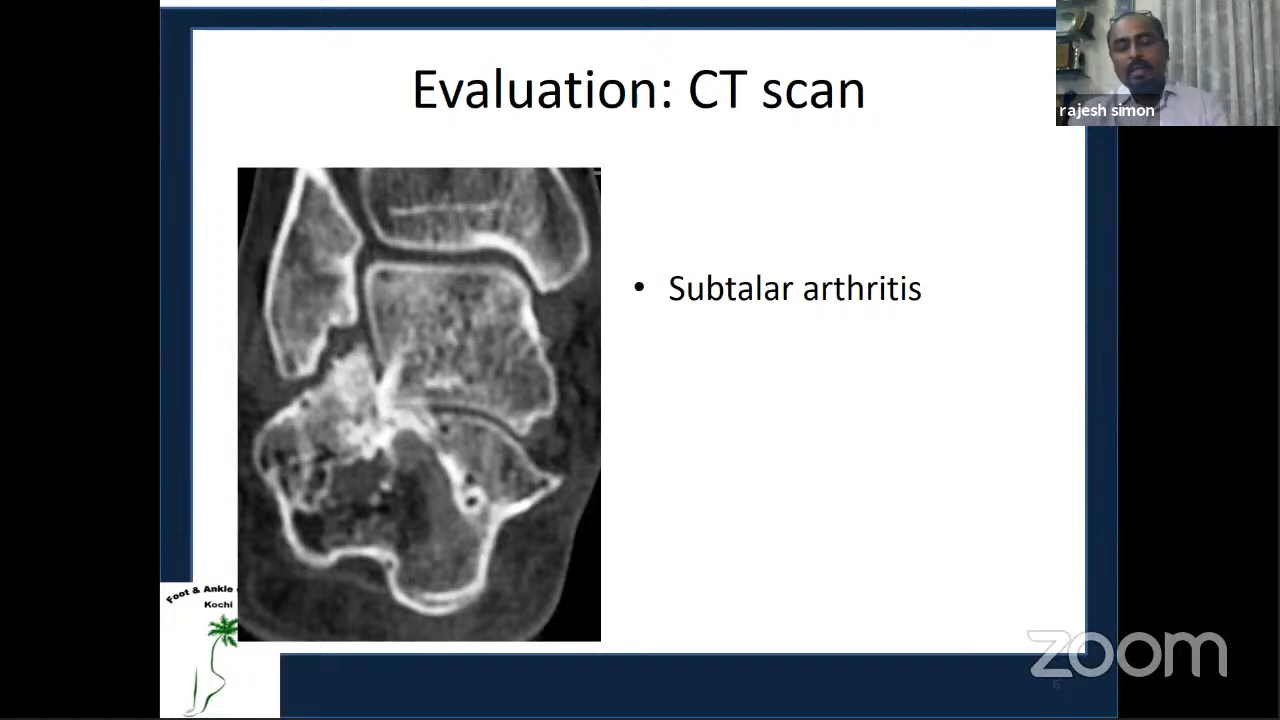 Evaluation: CT scan
rajesh simon
• Subtalar arthritis
Foot & Ankle
Kochi
zoom